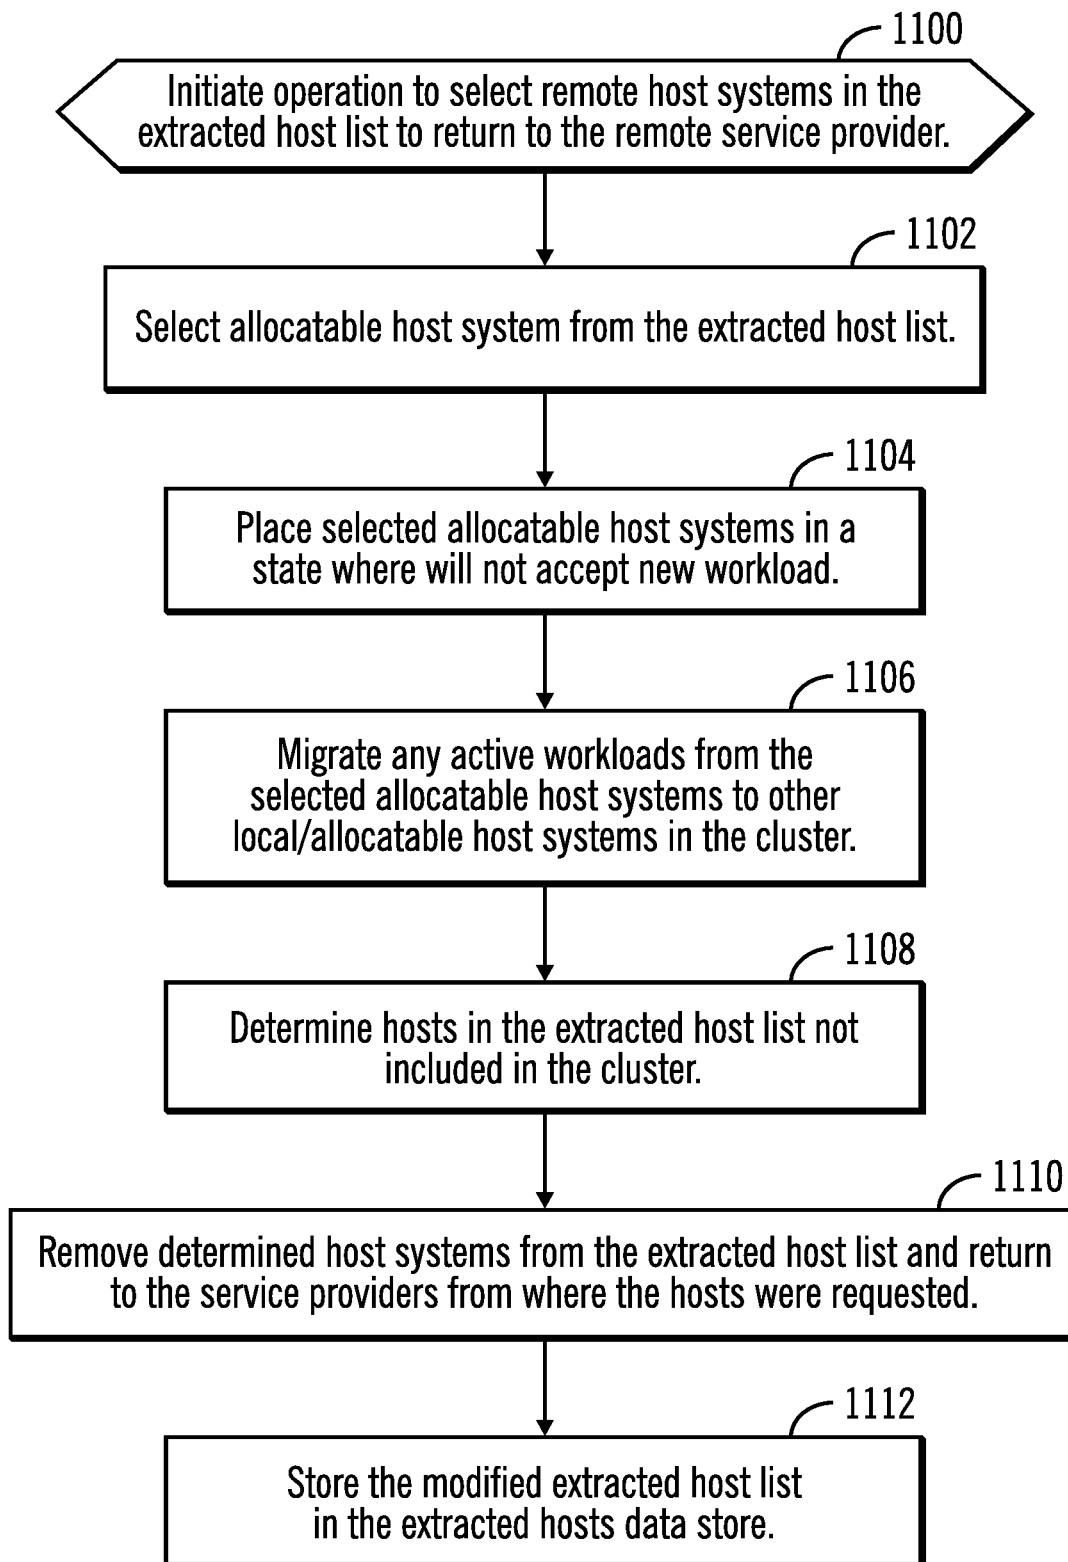 1100
Initiate operation to select remote host systems in the
extracted host list to return to the remote service provider.
1102
Select allocatable host system from the extracted host list.
1104
Place selected allocatable host systems in a
state where will not accept new workload.
1106
Migrate any active workloads from the
selected allocatable host systems to other
local/allocatable host systems in the cluster.
1108
Determine hosts in the extracted host list not
included in the cluster.
1110
Remove determined host systems from the extracted host list and return
to the service providers from where the hosts were requested.
1112
Store the modified extracted host list
in the extracted hosts data store.